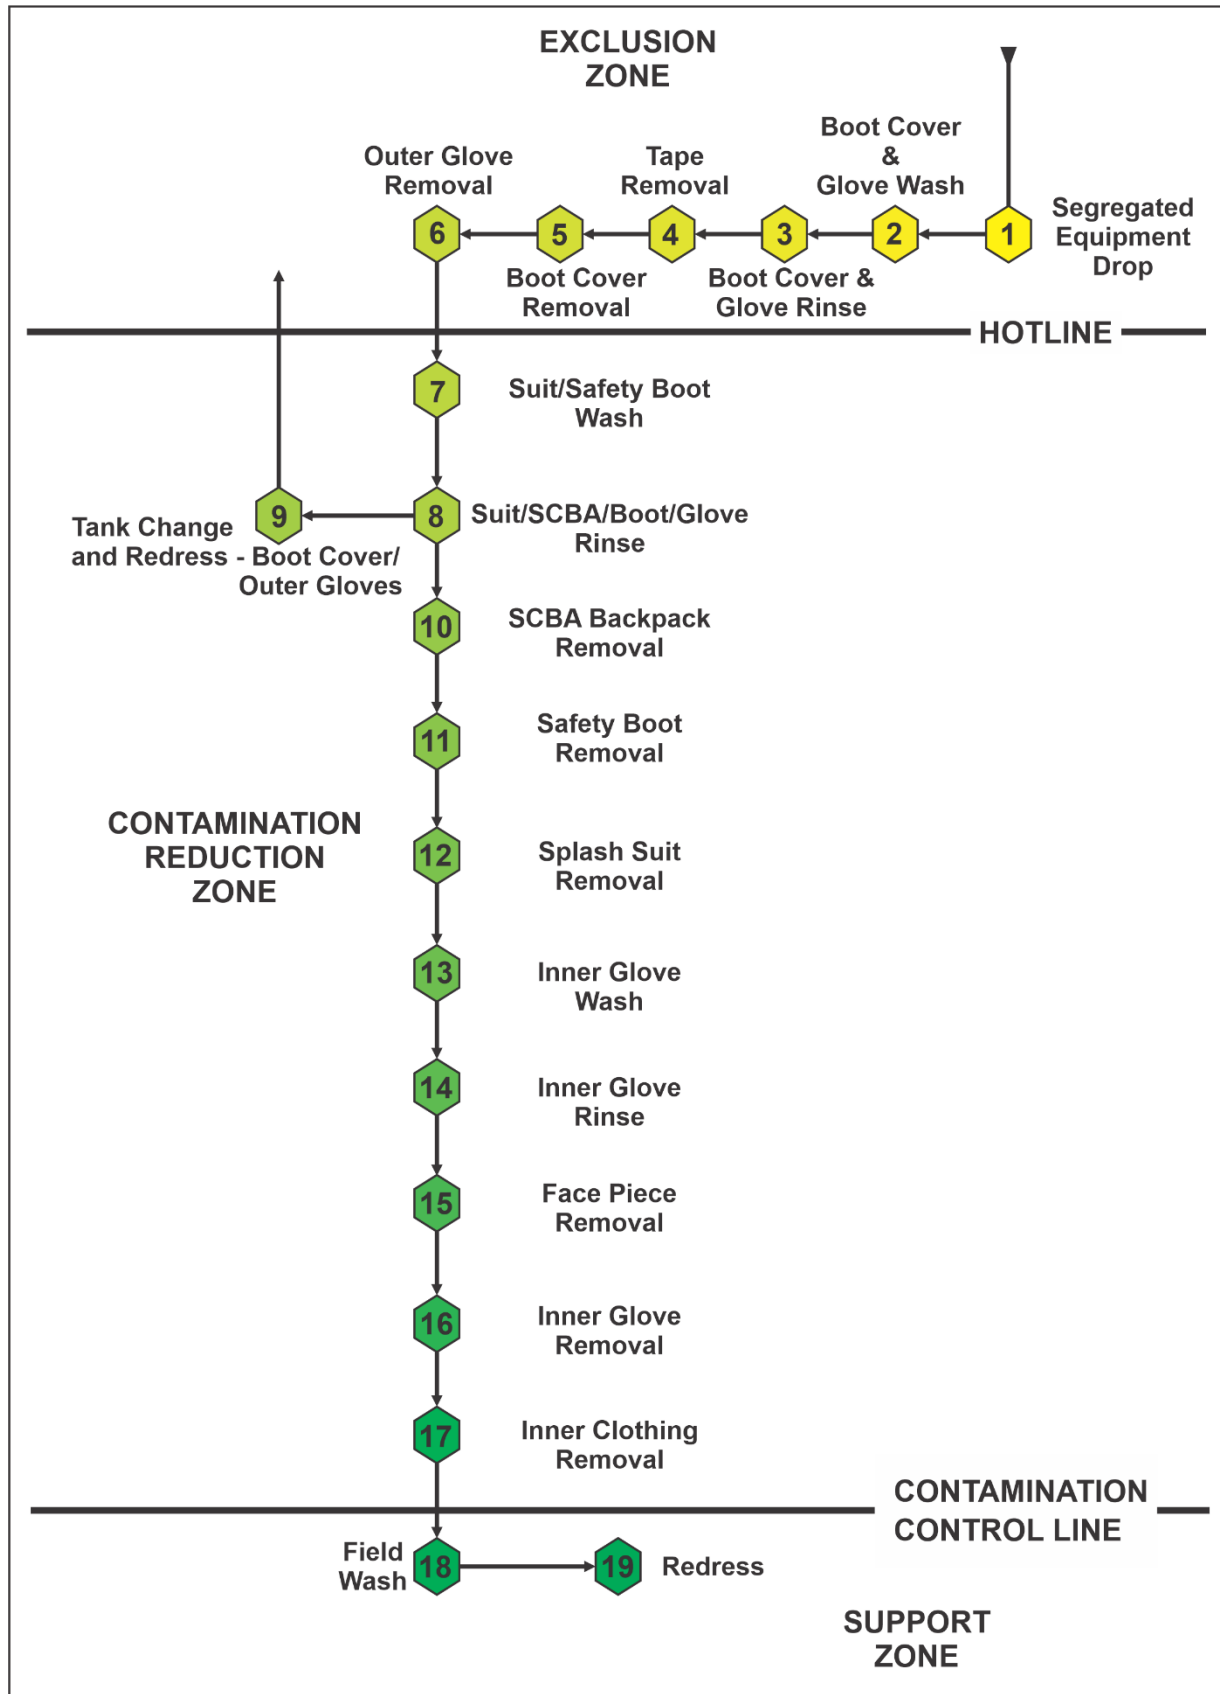 EXCLUSION
ZONE
Boot Cover
&
Glove Wash
Outer Glove
Removal
Tape
Removal
Segregated
Equipment
Drop
6
5
4
3
2
1
Boot Cover
Removal
Boot Cover &
Glove Rinse
HOTLINE
7
Suit/Safety Boot
Wash
Tank Change
and Redress - Boot Cover/
Outer Gloves
9
8
Suit/SCBA/Boot/Glove
Rinse
10
SCBA Backpack
Removal
11
Safety Boot
Removal
CONTAMINATION
REDUCTION
ZONE
12
Splash Suit
Removal
13
Inner Glove
Wash
14
Inner Glove
Rinse
15
Face Piece
Removal
16
Inner Glove
Removal
17
Inner Clothing
Removal
CONTAMINATION
CONTROL LINE
Field
Wash
18
19
Redress
SUPPORT
ZONE